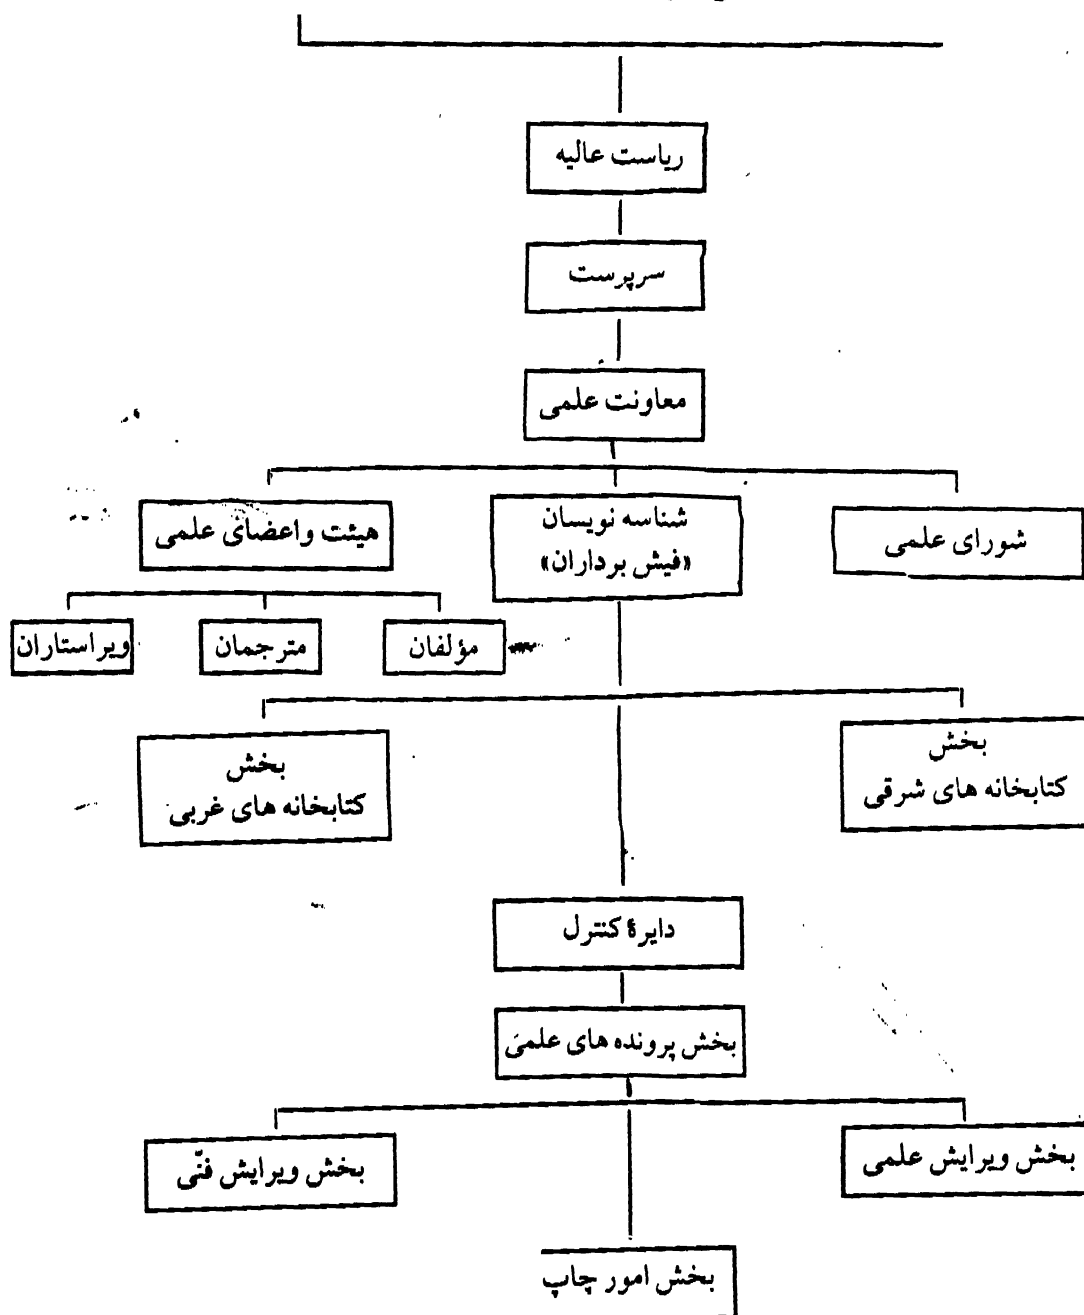 ریاست عالیه
سرپرست
معاونت علمی
شورای علمی
شناسه نویسان
«فیش برداران»
هیئت واعضای علمی
مؤلفان
مترجمان
ویراستاران
بخش
کتابخانه های شرقی
بخش
کتابخانه های غربی
دایرهٔ کنترل
بخش پرونده های علمی
بخش ویرایش علمی
بخش ویرایش فنّی
بخش امور چاپ